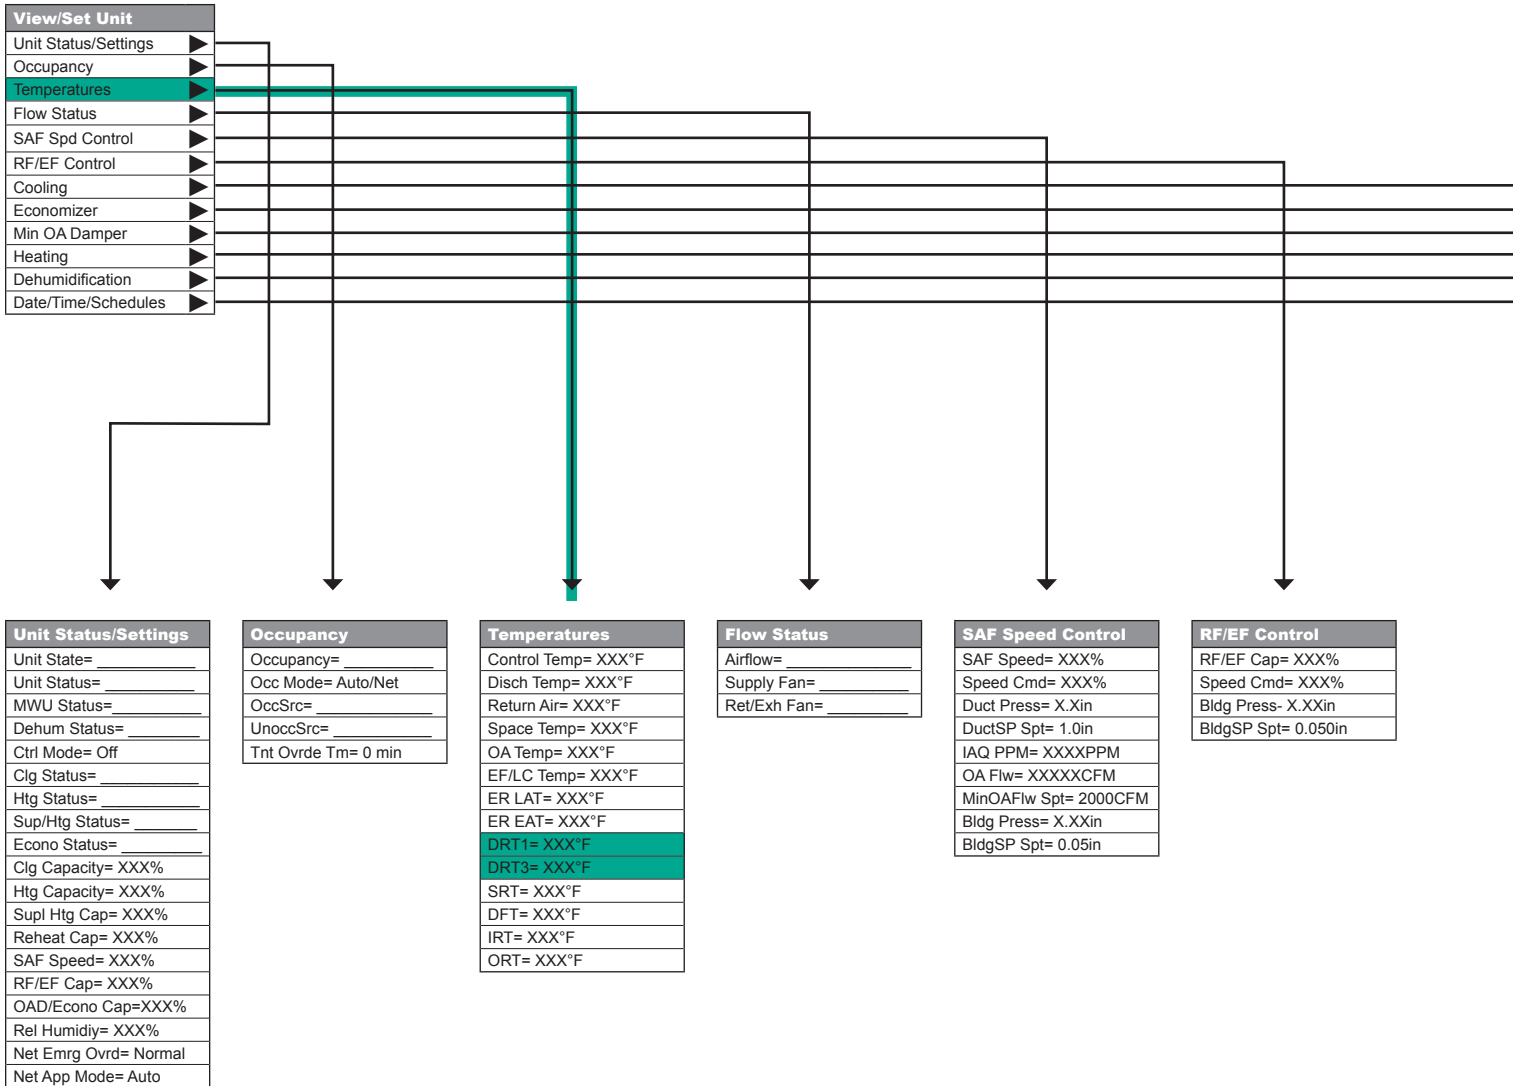 View/Set Unit
Unit Status/Settings
Occupancy
Temperatures
Flow Status
SAF Spd Control
RF/EF Control
Cooling
Economizer
Min OA Damper
Heating
Dehumidification
Date/Time/Schedules
Unit Status/Settings
Unit State= __________
Unit Status= _________
MWU Status=_________
Dehum Status= _______
Ctrl Mode= Off
Clg Status= __________
Htg Status= __________
Sup/Htg Status= ______
Econo Status= ________
Clg Capacity= XXX%
Htg Capacity= XXX%
Supl Htg Cap= XXX%
Reheat Cap= XXX%
SAF Speed= XXX%
RF/EF Cap= XXX%
OAD/Econo Cap=XXX%
Rel Humidiy= XXX%
Net Emrg Ovrd= Normal
Net App Mode= Auto
Occupancy
Occupancy= _________
Occ Mode= Auto/Net
OccSrc= ____________
UnoccSrc= __________
Tnt Ovrde Tm= 0 min
Temperatures
Control Temp= XXX°F
Disch Temp= XXX°F
Return Air= XXX°F
Space Temp= XXX°F
OA Temp= XXX°F
EF/LC Temp= XXX°F
ER LAT= XXX°F
ER EAT= XXX°F
DRT1= XXX°F
DRT3= XXX°F
SRT= XXX°F
DFT= XXX°F
IRT= XXX°F
ORT= XXX°F
Flow Status
Airflow= _____________
Supply Fan= _________
Ret/Exh Fan= ________
SAF Speed Control
SAF Speed= XXX%
Speed Cmd= XXX%
Duct Press= X.Xin
DuctSP Spt= 1.0in
IAQ PPM= XXXXPPM
OA Flw= XXXXXCFM
MinOAFlw Spt= 2000CFM
Bldg Press= X.XXin
BldgSP Spt= 0.05in
RF/EF Control
RF/EF Cap= XXX%
Speed Cmd= XXX%
Bldg Press- X.XXin
BldgSP Spt= 0.050in